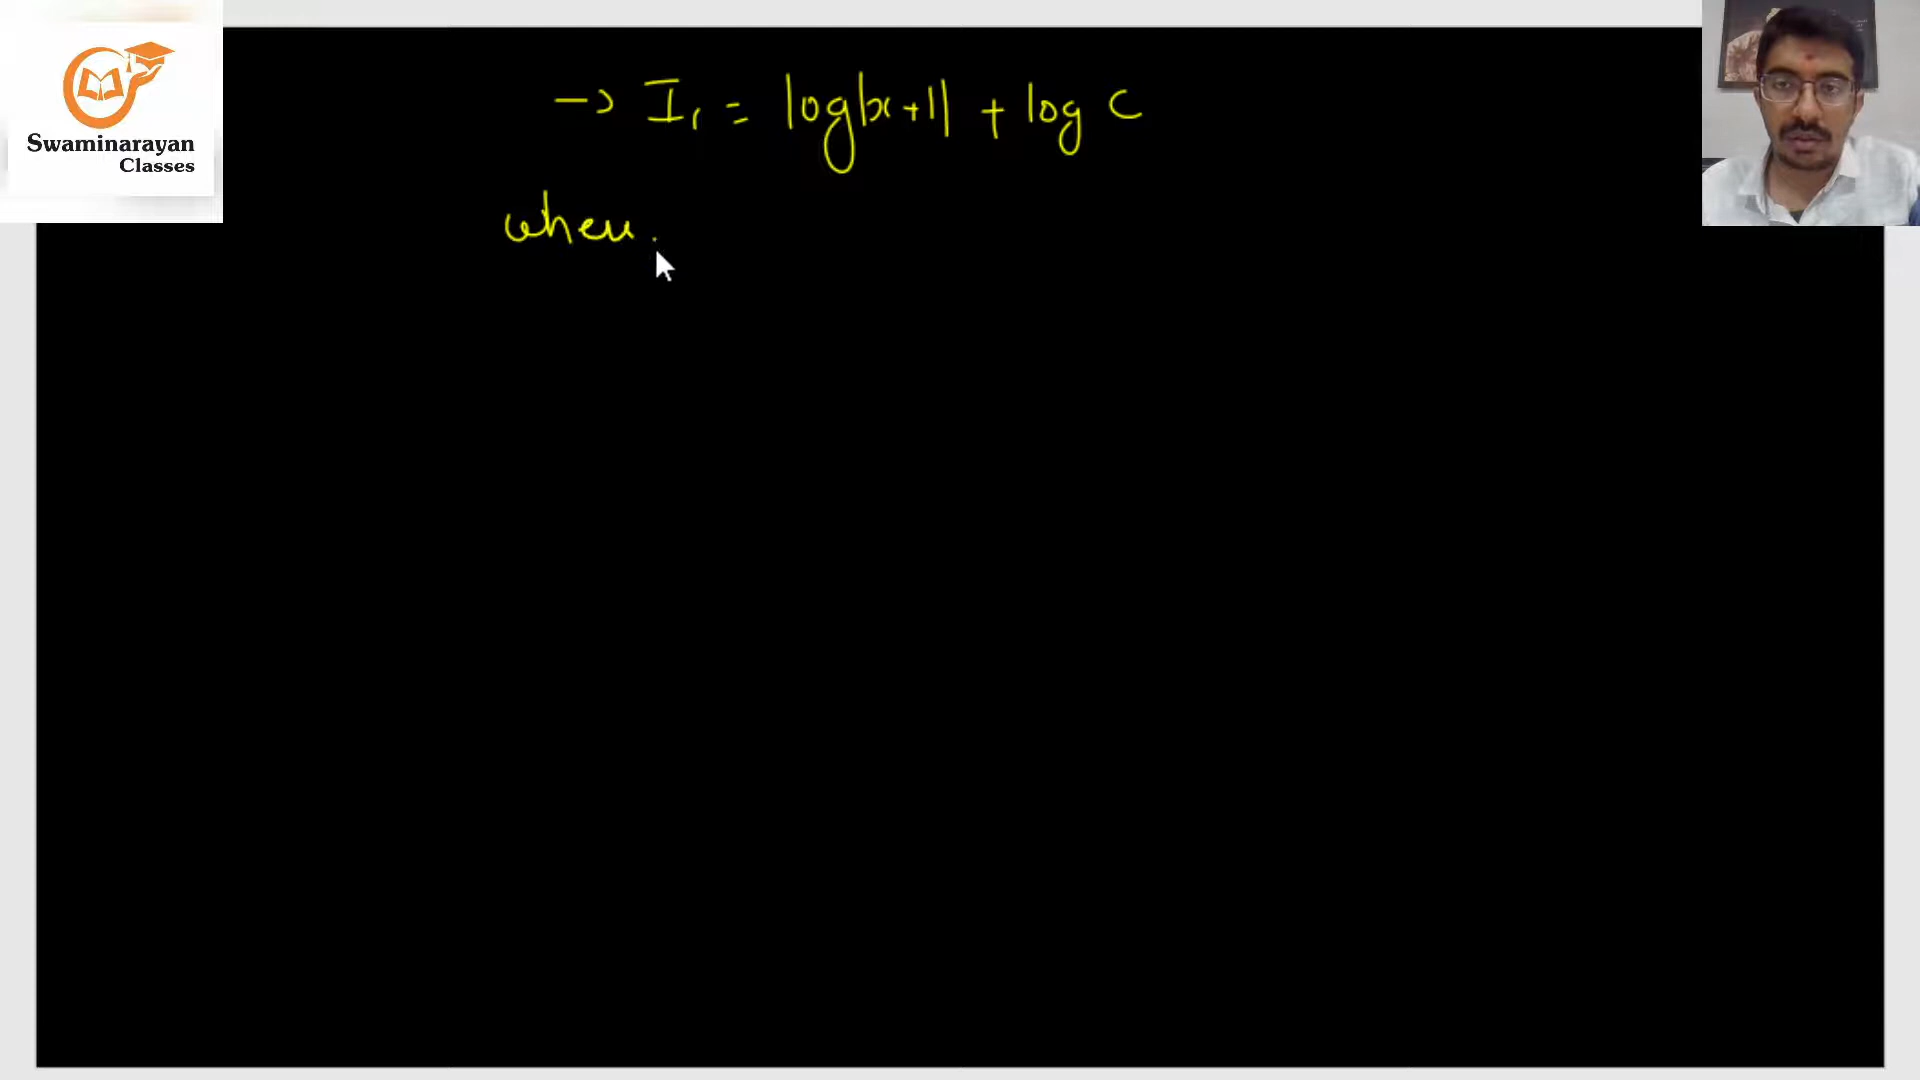 Swaminarayan
Classes
→ I₁ = log|x+1| + log C
when